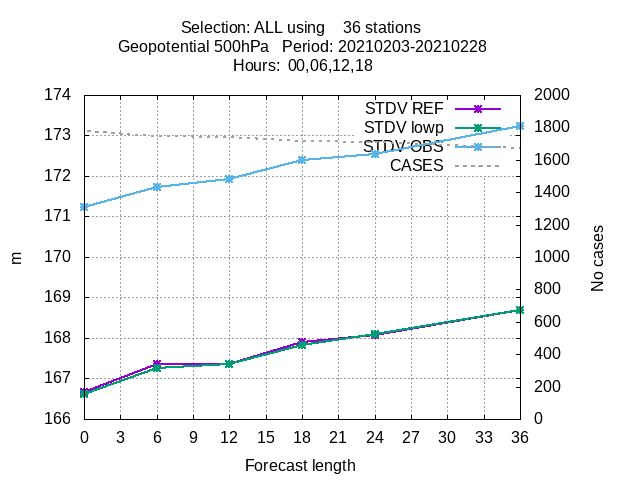 Selection: ALL using    36 stations
Geopotential 500hPa   Period: 20210203-20210228
Hours:  00,06,12,18
174
173
172
171
170
169
168
167
166
2000
1800
1600
1400
1200
1000
800
600
400
200
0
STDV REF
STDV lowp
STDV OBS
CASES
m
No cases
0 3 6 9 12 15 18 21 24 27 30 33 36
Forecast length